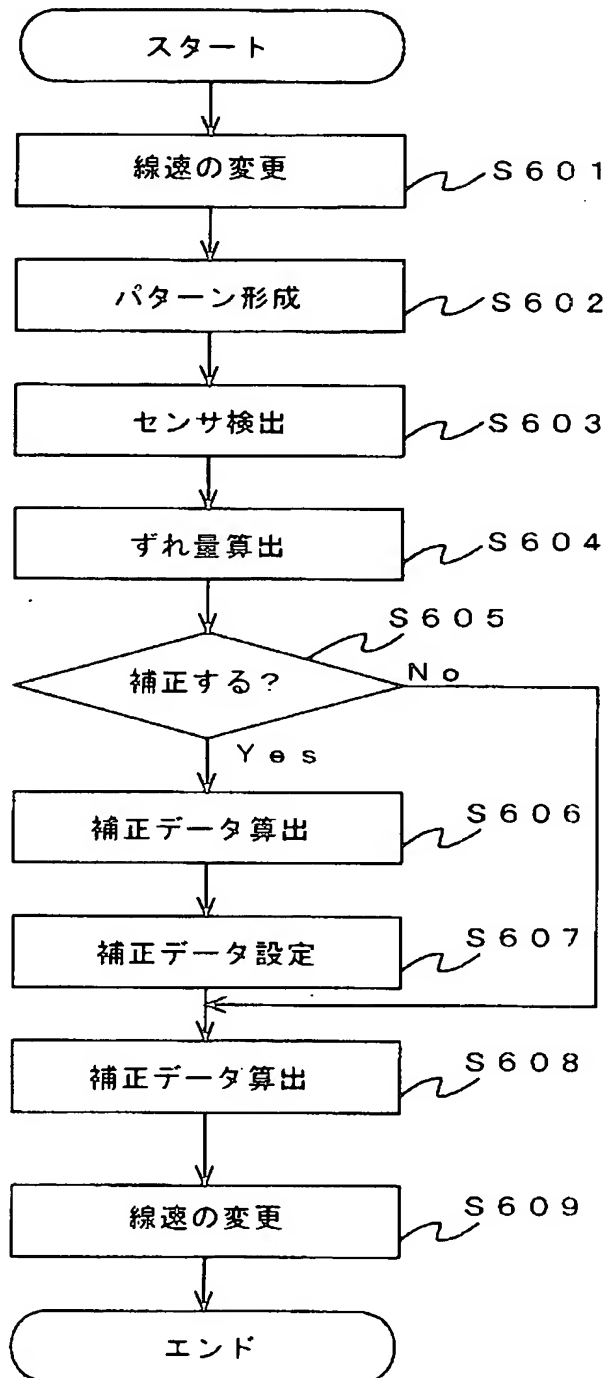 スタート
線速の変更
S601
パターン形成
S602
センサ検出
S603
ずれ量算出
S604
S605
補正する?
No
Yes
補正データ算出
S606
補正データ設定
S607
補正データ算出
S608
線速の変更
S609
エンド